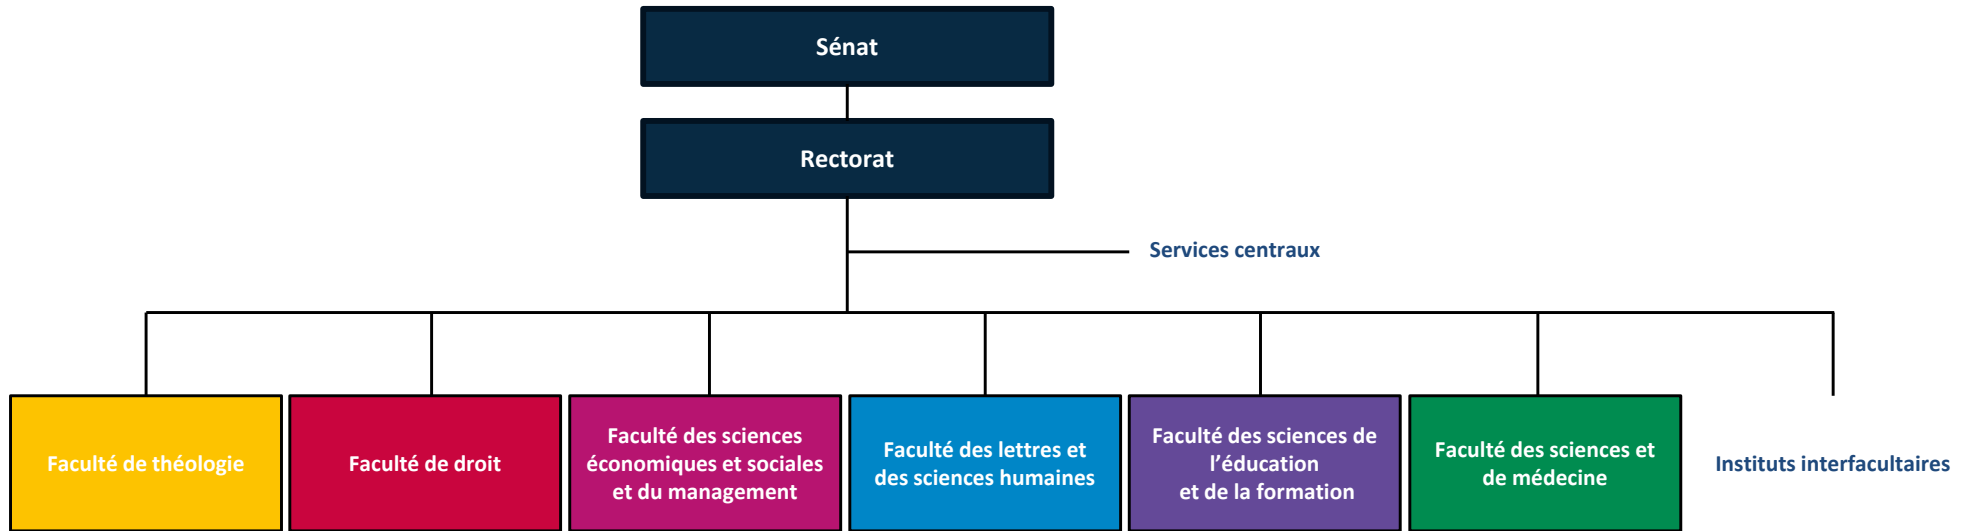 Sénat
Rectorat
Services centraux
Faculté de théologie
Faculté de droit
Faculté des sciences
économiques et sociales
et du management
Faculté des lettres et
des sciences humaines
Faculté des sciences de
l’éducation
et de la formation
Faculté des sciences et
de médecine
Instituts interfacultaires